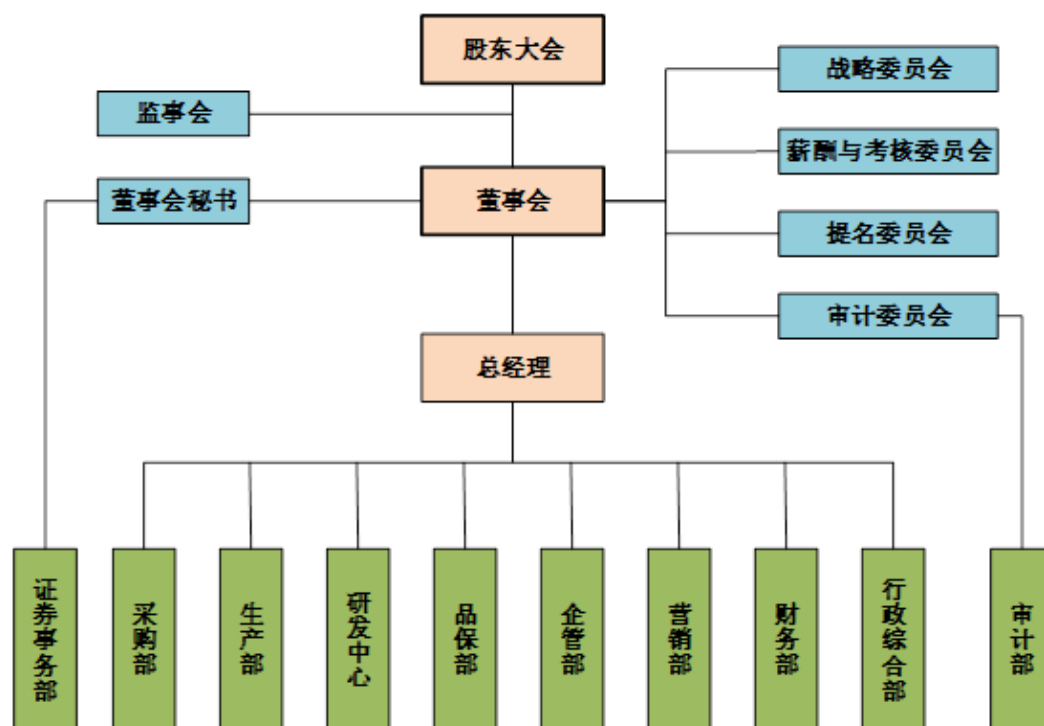 股东大会
战略委员会
监事会
薪酬与考核委员会
董事会秘书
董事会
提名委员会
审计委员会
总经理
证券事务部
采购部
生产部
研发中心
品保部
企管部
营销部
财务部
行政综合部
审计部